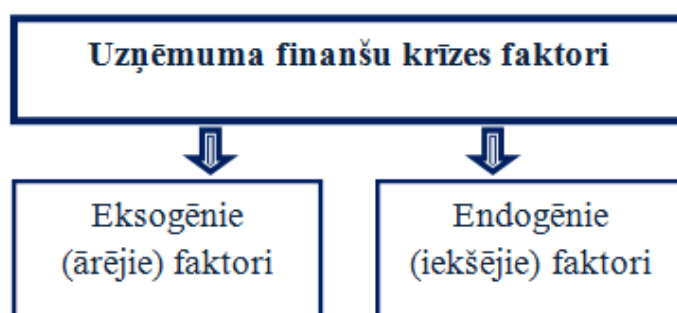 Uzņēmuma finanšu krīzes faktori
Eksogēnie
(ārējie) faktori
Endogēnie
(iekšējie) faktori